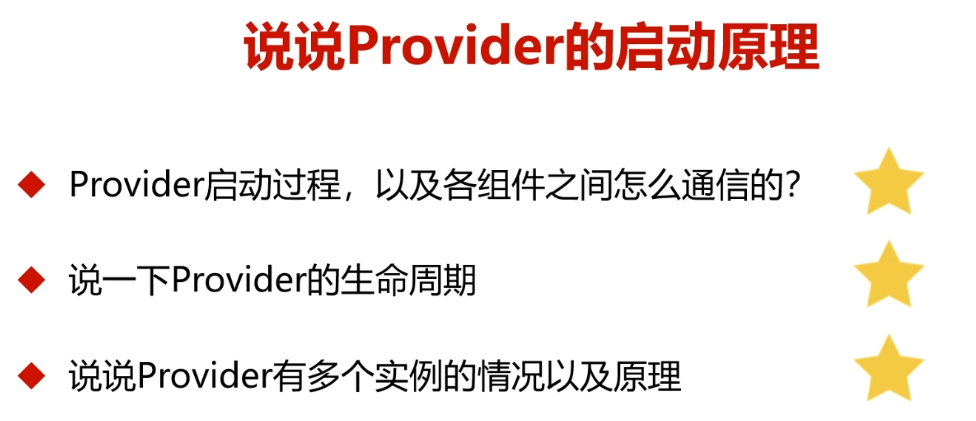 说说Provider的启动原理
Provider启动过程，以及各组件之间怎么通信的？
说一下Provider的生命周期
说说Provider有多个实例的情况以及原理